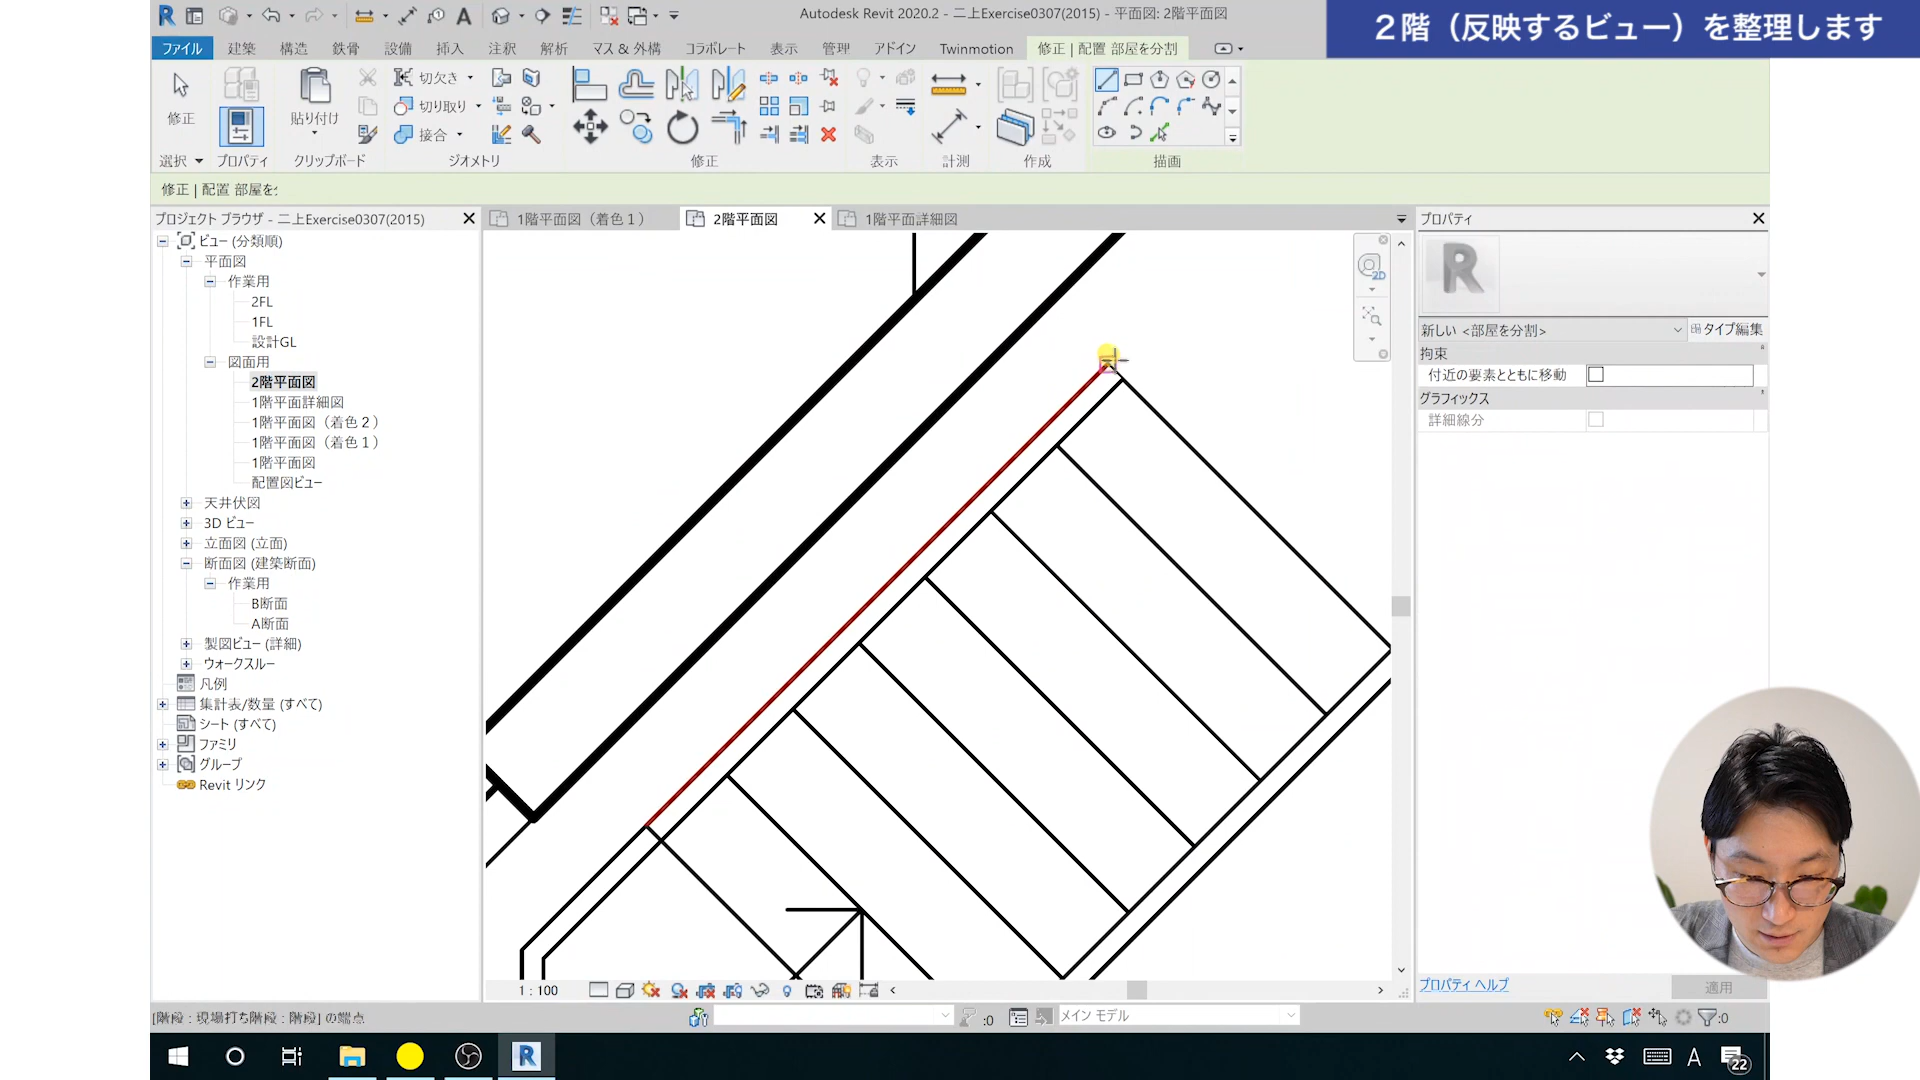 Autodesk Revit 2020.2 - 二上Exercise0307(2015) - 平面図: 2階平面図
２階（反映するビュー）を整理します
ファイル 建築 構造 鉄骨 設備 挿入 注釈 解析 マス & 外構 コラボレート 表示 管理 アドイン Twinmotion 修正 | 配置 部屋を分割
修正
貼り付け
切欠き
切り取り
接合
選択 プロパティ クリップボード ジオメトリ 修正 表示 計測 作成 描画
修正 | 配置 部屋を
プロジェクト ブラウザ - 二上Exercise0307(2015)
1階平面図（着色１） 2階平面図 1階平面詳細図
プロパティ
ビュー (分類順)
平面図
作業用
2FL
1FL
設計GL
図面用
2階平面図
1階平面詳細図
1階平面図（着色２）
1階平面図（着色１）
1階平面図
配置図ビュー
天井伏図
3D ビュー
立面図 (立面)
断面図 (建築断面)
作業用
B断面
A断面
製図ビュー (詳細)
ウォークスルー
凡例
集計表/数量 (すべて)
シート (すべて)
ファミリ
グループ
Revit リンク
2D
R
新しい <部屋を分割>
タイプ編集
拘束
付近の要素とともに移動
グラフィックス
詳細線分
プロパティ ヘルプ
適用
1 : 100
[階段 : 現場打ち階段 : 階段] の端点
:0
メイン モデル
:0
A
22